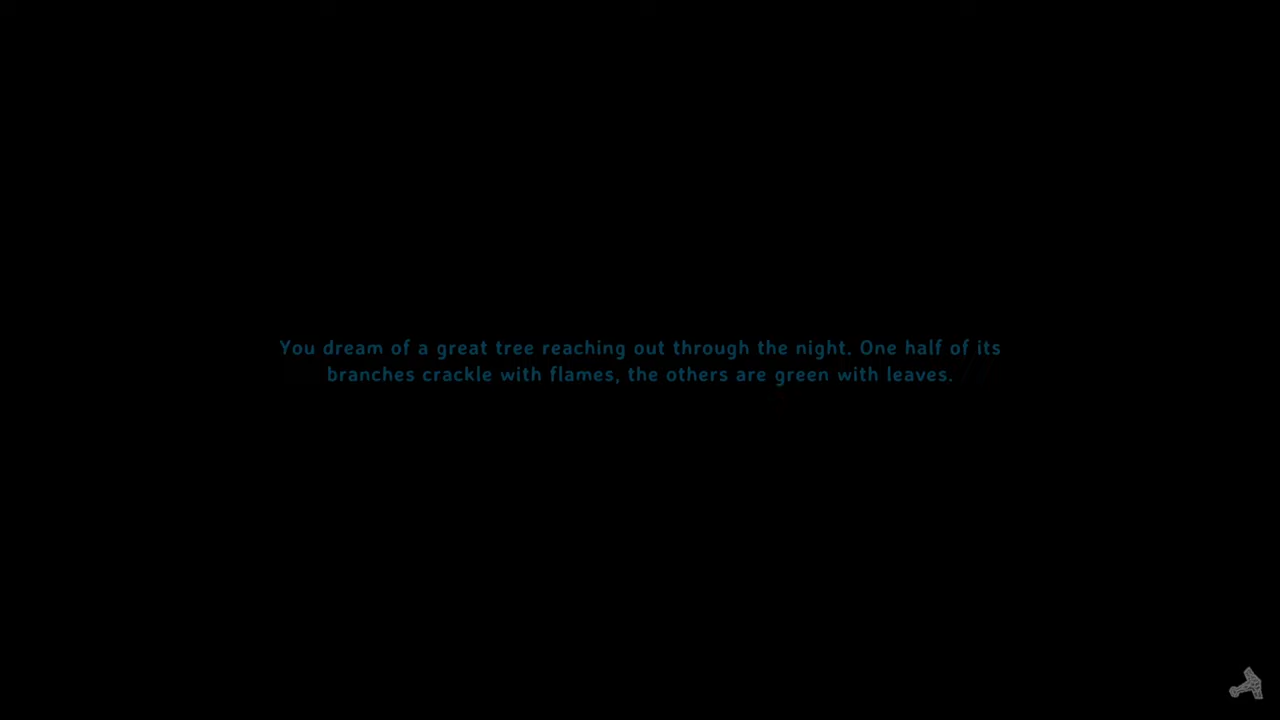 You dream of a great tree reaching out through the night. One half of its
branches crackle with flames, the others are green with leaves.